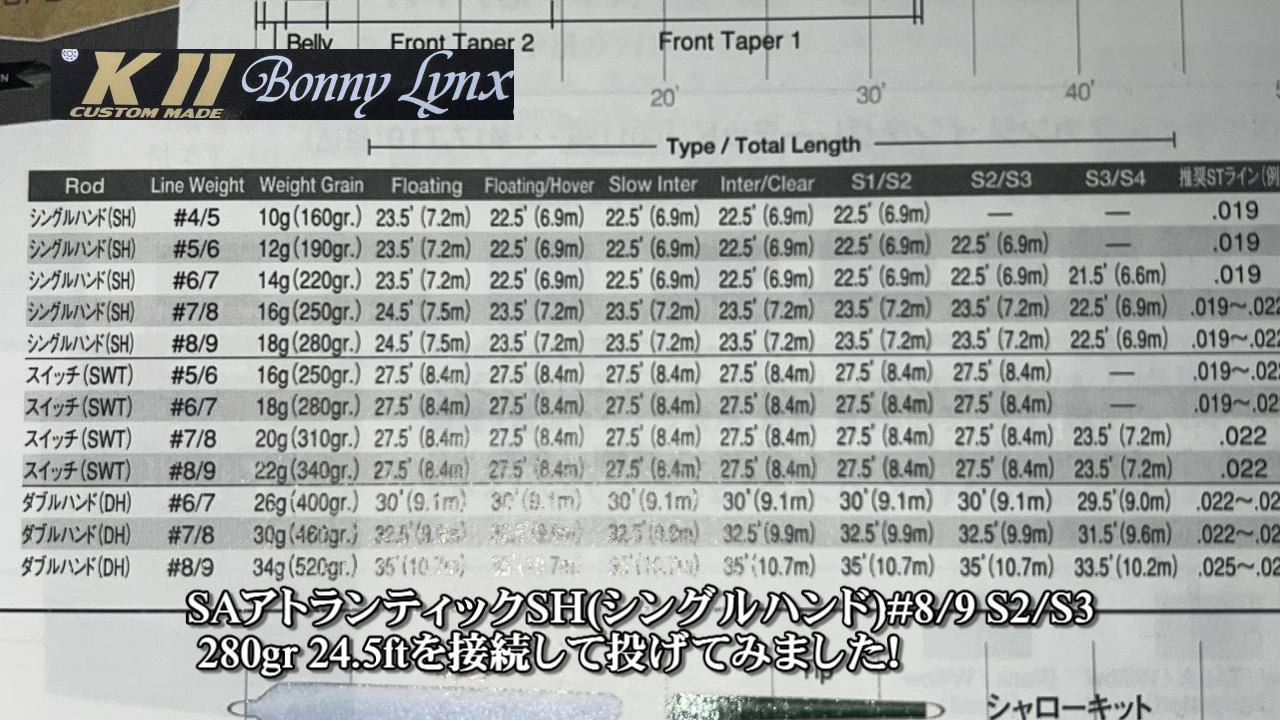 Belly Front Taper 2 Front Taper 1
K II Bonny Lynx
CUSTOM MADE
20' 30' 40'
Type / Total Length
Rod Line Weight Weight Grain Floating Floating/Hover Slow Inter Inter/Clear S1/S2 S2/S3 S3/S4 推奨STライン(例
シングルハンド(SH) #4/5 10g(160gr.) 23.5' (7.2m) 22.5' (6.9m) 22.5' (6.9m) 22.5' (6.9m) 22.5' (6.9m) — — .019
シングルハンド(SH) #5/6 12g(190gr.) 23.5' (7.2m) 22.5' (6.9m) 22.5' (6.9m) 22.5' (6.9m) 22.5' (6.9m) 22.5' (6.9m) — .019
シングルハンド(SH) #6/7 14g(220gr.) 23.5' (7.2m) 22.5' (6.9m) 22.5' (6.9m) 22.5' (6.9m) 22.5' (6.9m) 22.5' (6.9m) 21.5' (6.6m) .019
シングルハンド(SH) #7/8 16g(250gr.) 24.5' (7.5m) 23.5' (7.2m) 23.5' (7.2m) 23.5' (7.2m) 23.5' (7.2m) 23.5' (7.2m) 22.5' (6.9m) .019〜.022
シングルハンド(SH) #8/9 18g(280gr.) 24.5' (7.5m) 23.5' (7.2m) 23.5' (7.2m) 23.5' (7.2m) 23.5' (7.2m) 23.5' (7.2m) 22.5' (6.9m) .019〜.022
スイッチ(SWT) #5/6 16g(250gr.) 27.5' (8.4m) 27.5' (8.4m) 27.5' (8.4m) 27.5' (8.4m) 27.5' (8.4m) 27.5' (8.4m) — .019〜.02
スイッチ(SWT) #6/7 18g(280gr.) 27.5' (8.4m) 27.5' (8.4m) 27.5' (8.4m) 27.5' (8.4m) 27.5' (8.4m) 27.5' (8.4m) — .019〜.02
スイッチ(SWT) #7/8 20g(310gr.) 27.5' (8.4m) 27.5' (8.4m) 27.5' (8.4m) 27.5' (8.4m) 27.5' (8.4m) 27.5' (8.4m) 23.5' (7.2m) .022
スイッチ(SWT) #8/9 22g(340gr.) 27.5' (8.4m) 27.5' (8.4m) 27.5' (8.4m) 27.5' (8.4m) 27.5' (8.4m) 27.5' (8.4m) 23.5' (7.2m) .022
ダブルハンド(DH) #6/7 26g(400gr.) 30' (9.1m) 30' (9.1m) 30' (9.1m) 30' (9.1m) 30' (9.1m) 30' (9.1m) 29.5' (9.0m) .022〜.02
ダブルハンド(DH) #7/8 30g(460gr.) 32.5' (9.9m) 32.5' (9.9m) 32.5' (9.9m) 32.5' (9.9m) 31.5' (9.6m) .022〜.02
ダブルハンド(DH) #8/9 34g(520gr.) 35' (10.7m) 35' (10.7m) 35' (10.7m) 35' (10.7m) 33.5' (10.2m) .025〜.02
SAアトランティックSH(シングルハンド)#8/9 S2/S3
280gr 24.5ftを接続して投げてみました!
シャローキット